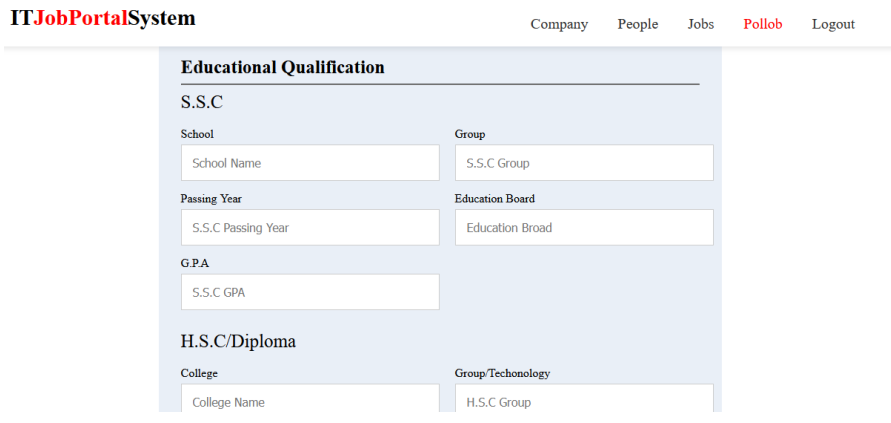 ITJobPortalSystem
Company People Jobs Pollob Logout
Educational Qualification
S.S.C
School Group
School Name S.S.C Group
Passing Year Education Board
S.S.C Passing Year Education Broad
G.P.A
S.S.C GPA
H.S.C/Diploma
College Group/Techonology
College Name H.S.C Group